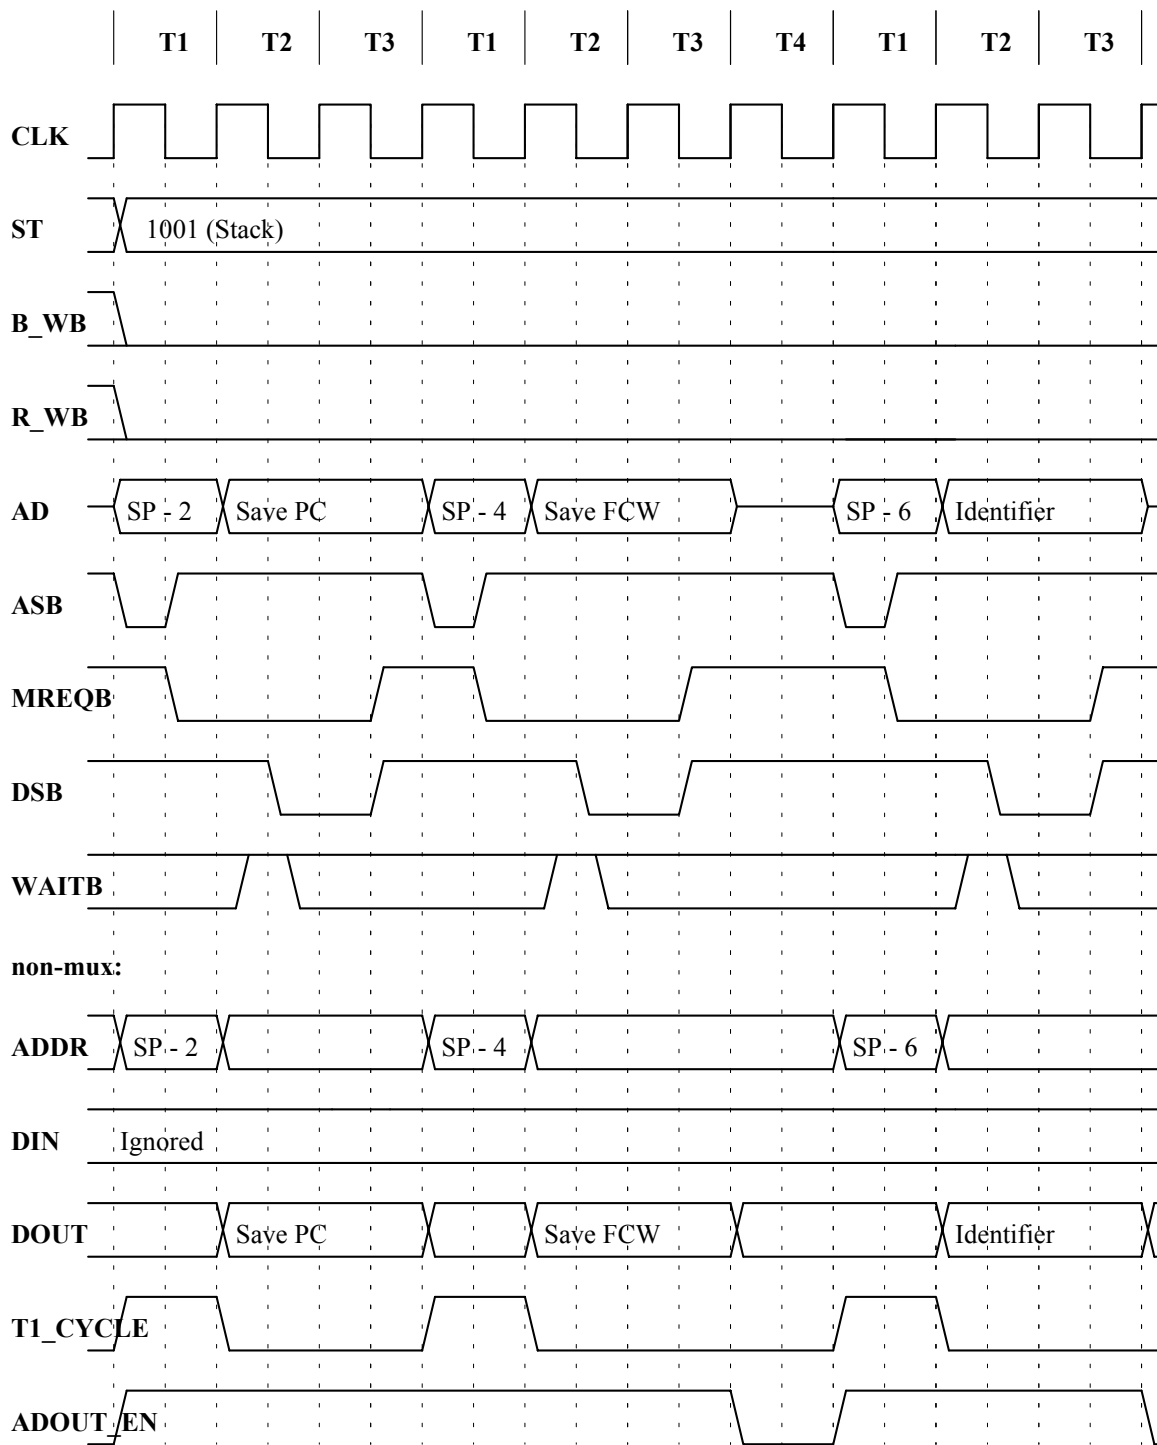 T1 T2 T3 T1 T2 T3 T4 T1 T2 T3
CLK
ST 1001 (Stack)
B_WB
R_WB
AD SP - 2 Save PC SP - 4 Save FCW SP - 6 Identifier
ASB
MREQB
DSB
WAITB
non-mux:
ADDR SP - 2 SP - 4 SP - 6
DIN Ignored
DOUT Save PC Save FCW Identifier
T1_CYCLE
ADOUT_EN